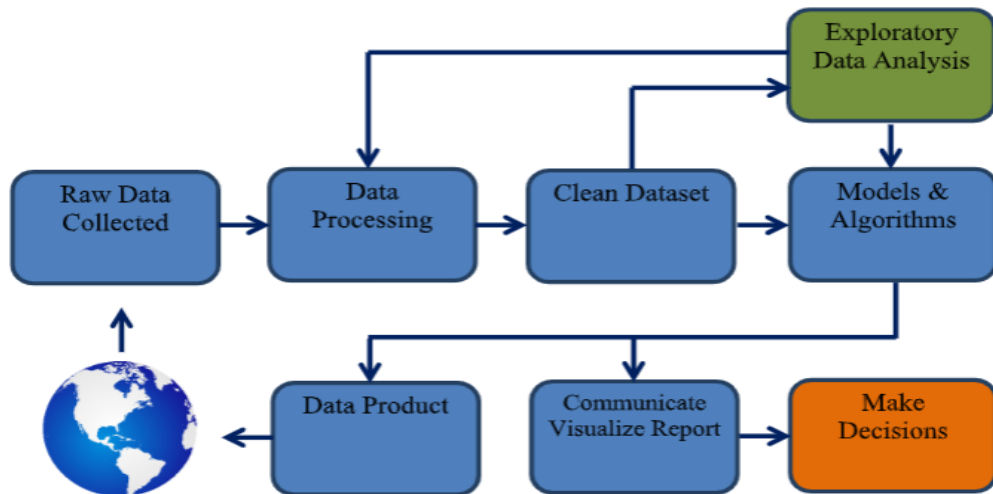 Exploratory
Data Analysis
Raw Data
Collected
Data
Processing
Clean Dataset
Models &
Algorithms
Data Product
Communicate
Visualize Report
Make
Decisions